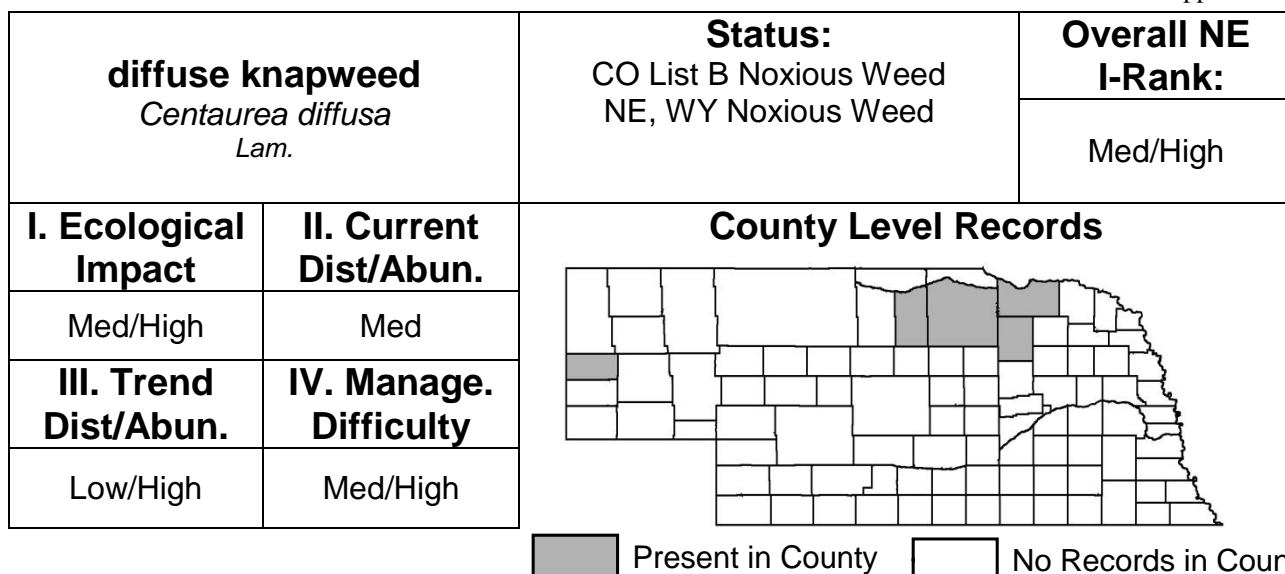 diffuse knapweed
Centaurea diffusa
Lam.
Status:
CO List B Noxious Weed
NE, WY Noxious Weed
Overall NE
I-Rank:
Med/High
I. Ecological
Impact
II. Current
Dist/Abun.
Med/High
Med
III. Trend
Dist/Abun.
IV. Manage.
Difficulty
Low/High
Med/High
County Level Records
Present in County
No Records in Coun